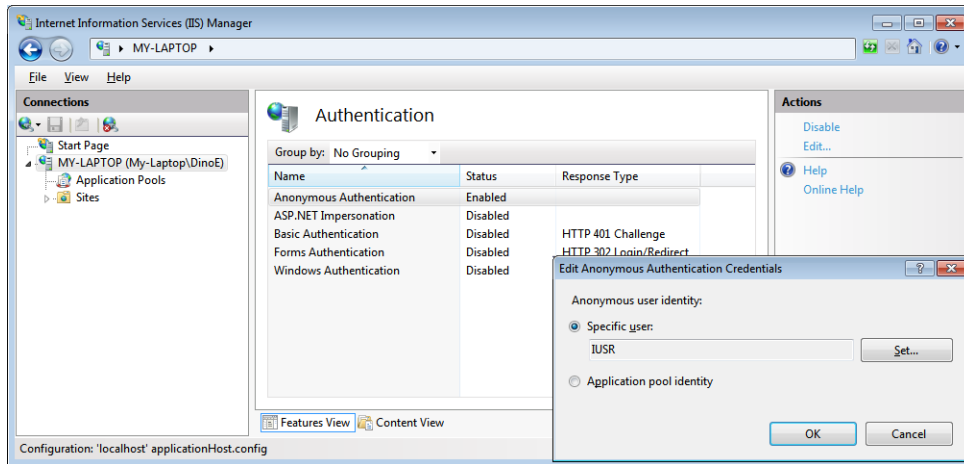 Internet Information Services (IIS) Manager
MY-LAPTOP
File View Help
Connections
Start Page
MY-LAPTOP (My-Laptop\DinoE)
Application Pools
Sites
Authentication
Group by: No Grouping
Name Status Response Type
Anonymous Authentication Enabled
ASP.NET Impersonation Disabled
Basic Authentication Disabled HTTP 401 Challenge
Forms Authentication Disabled HTTP 302 Login/Redirect
Windows Authentication Disabled
Features View Content View
Actions
Disable
Edit...
Help
Online Help
Edit Anonymous Authentication Credentials
Anonymous user identity:
Specific user:
IUSR
Set...
Application pool identity
OK Cancel
Configuration: 'localhost' applicationHost.config